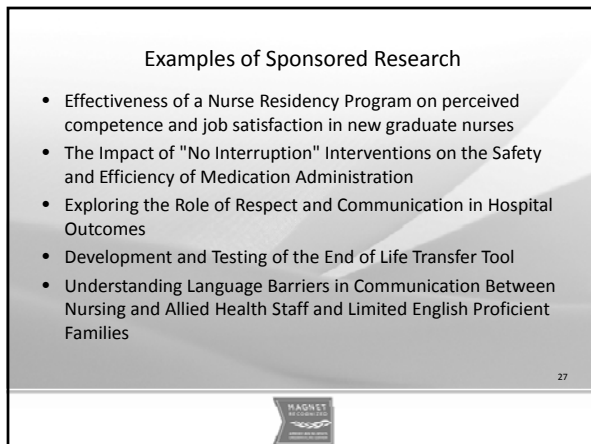 Examples of Sponsored Research
• Effectiveness of a Nurse Residency Program on perceived
competence and job satisfaction in new graduate nurses
• The Impact of "No Interruption" Interventions on the Safety
and Efficiency of Medication Administration
• Exploring the Role of Respect and Communication in Hospital
Outcomes
• Development and Testing of the End of Life Transfer Tool
• Understanding Language Barriers in Communication Between
Nursing and Allied Health Staff and Limited English Proficient
Families
27
MAGNET
RECOGNIZED